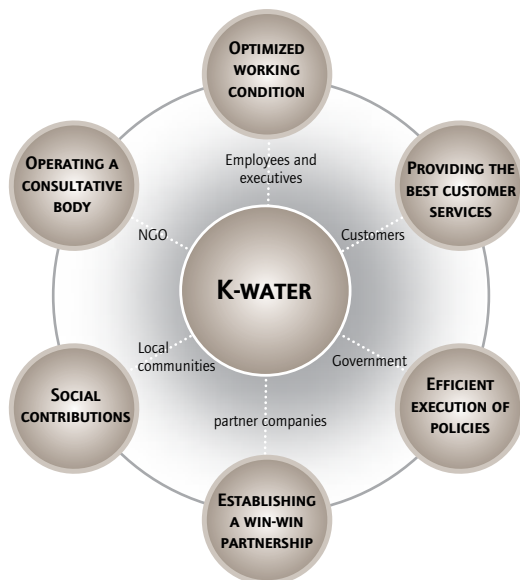 OPTIMIZED
WORKING
CONDITION
Employees and
executives
OPERATING A
CONSULTATIVE
BODY
PROVIDING THE
BEST CUSTOMER
SERVICES
NGO
Customers
K-WATER
Local
communities
Government
SOCIAL
CONTRIBUTIONS
EFFICIENT
EXECUTION OF
POLICIES
partner companies
ESTABLISHING
A WIN-WIN
PARTNERSHIP